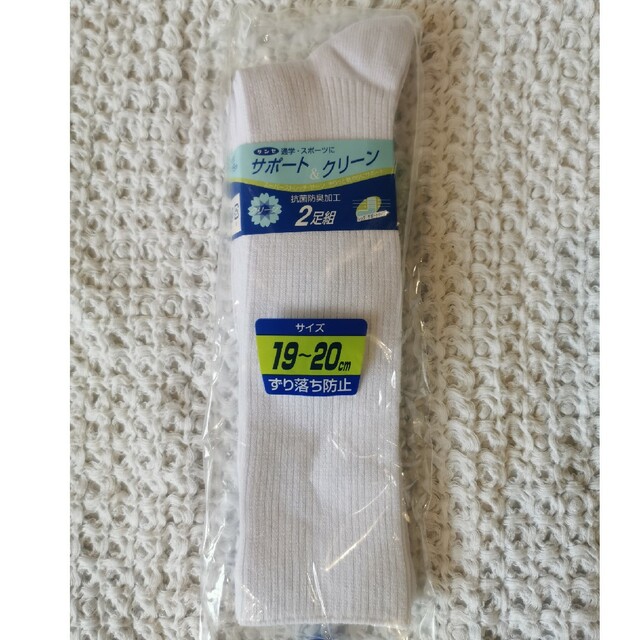 通学・スポーツに
サポート&クリーン
抗菌防臭加工
2足組
サイズ
19~20cm
ずり落ち防止